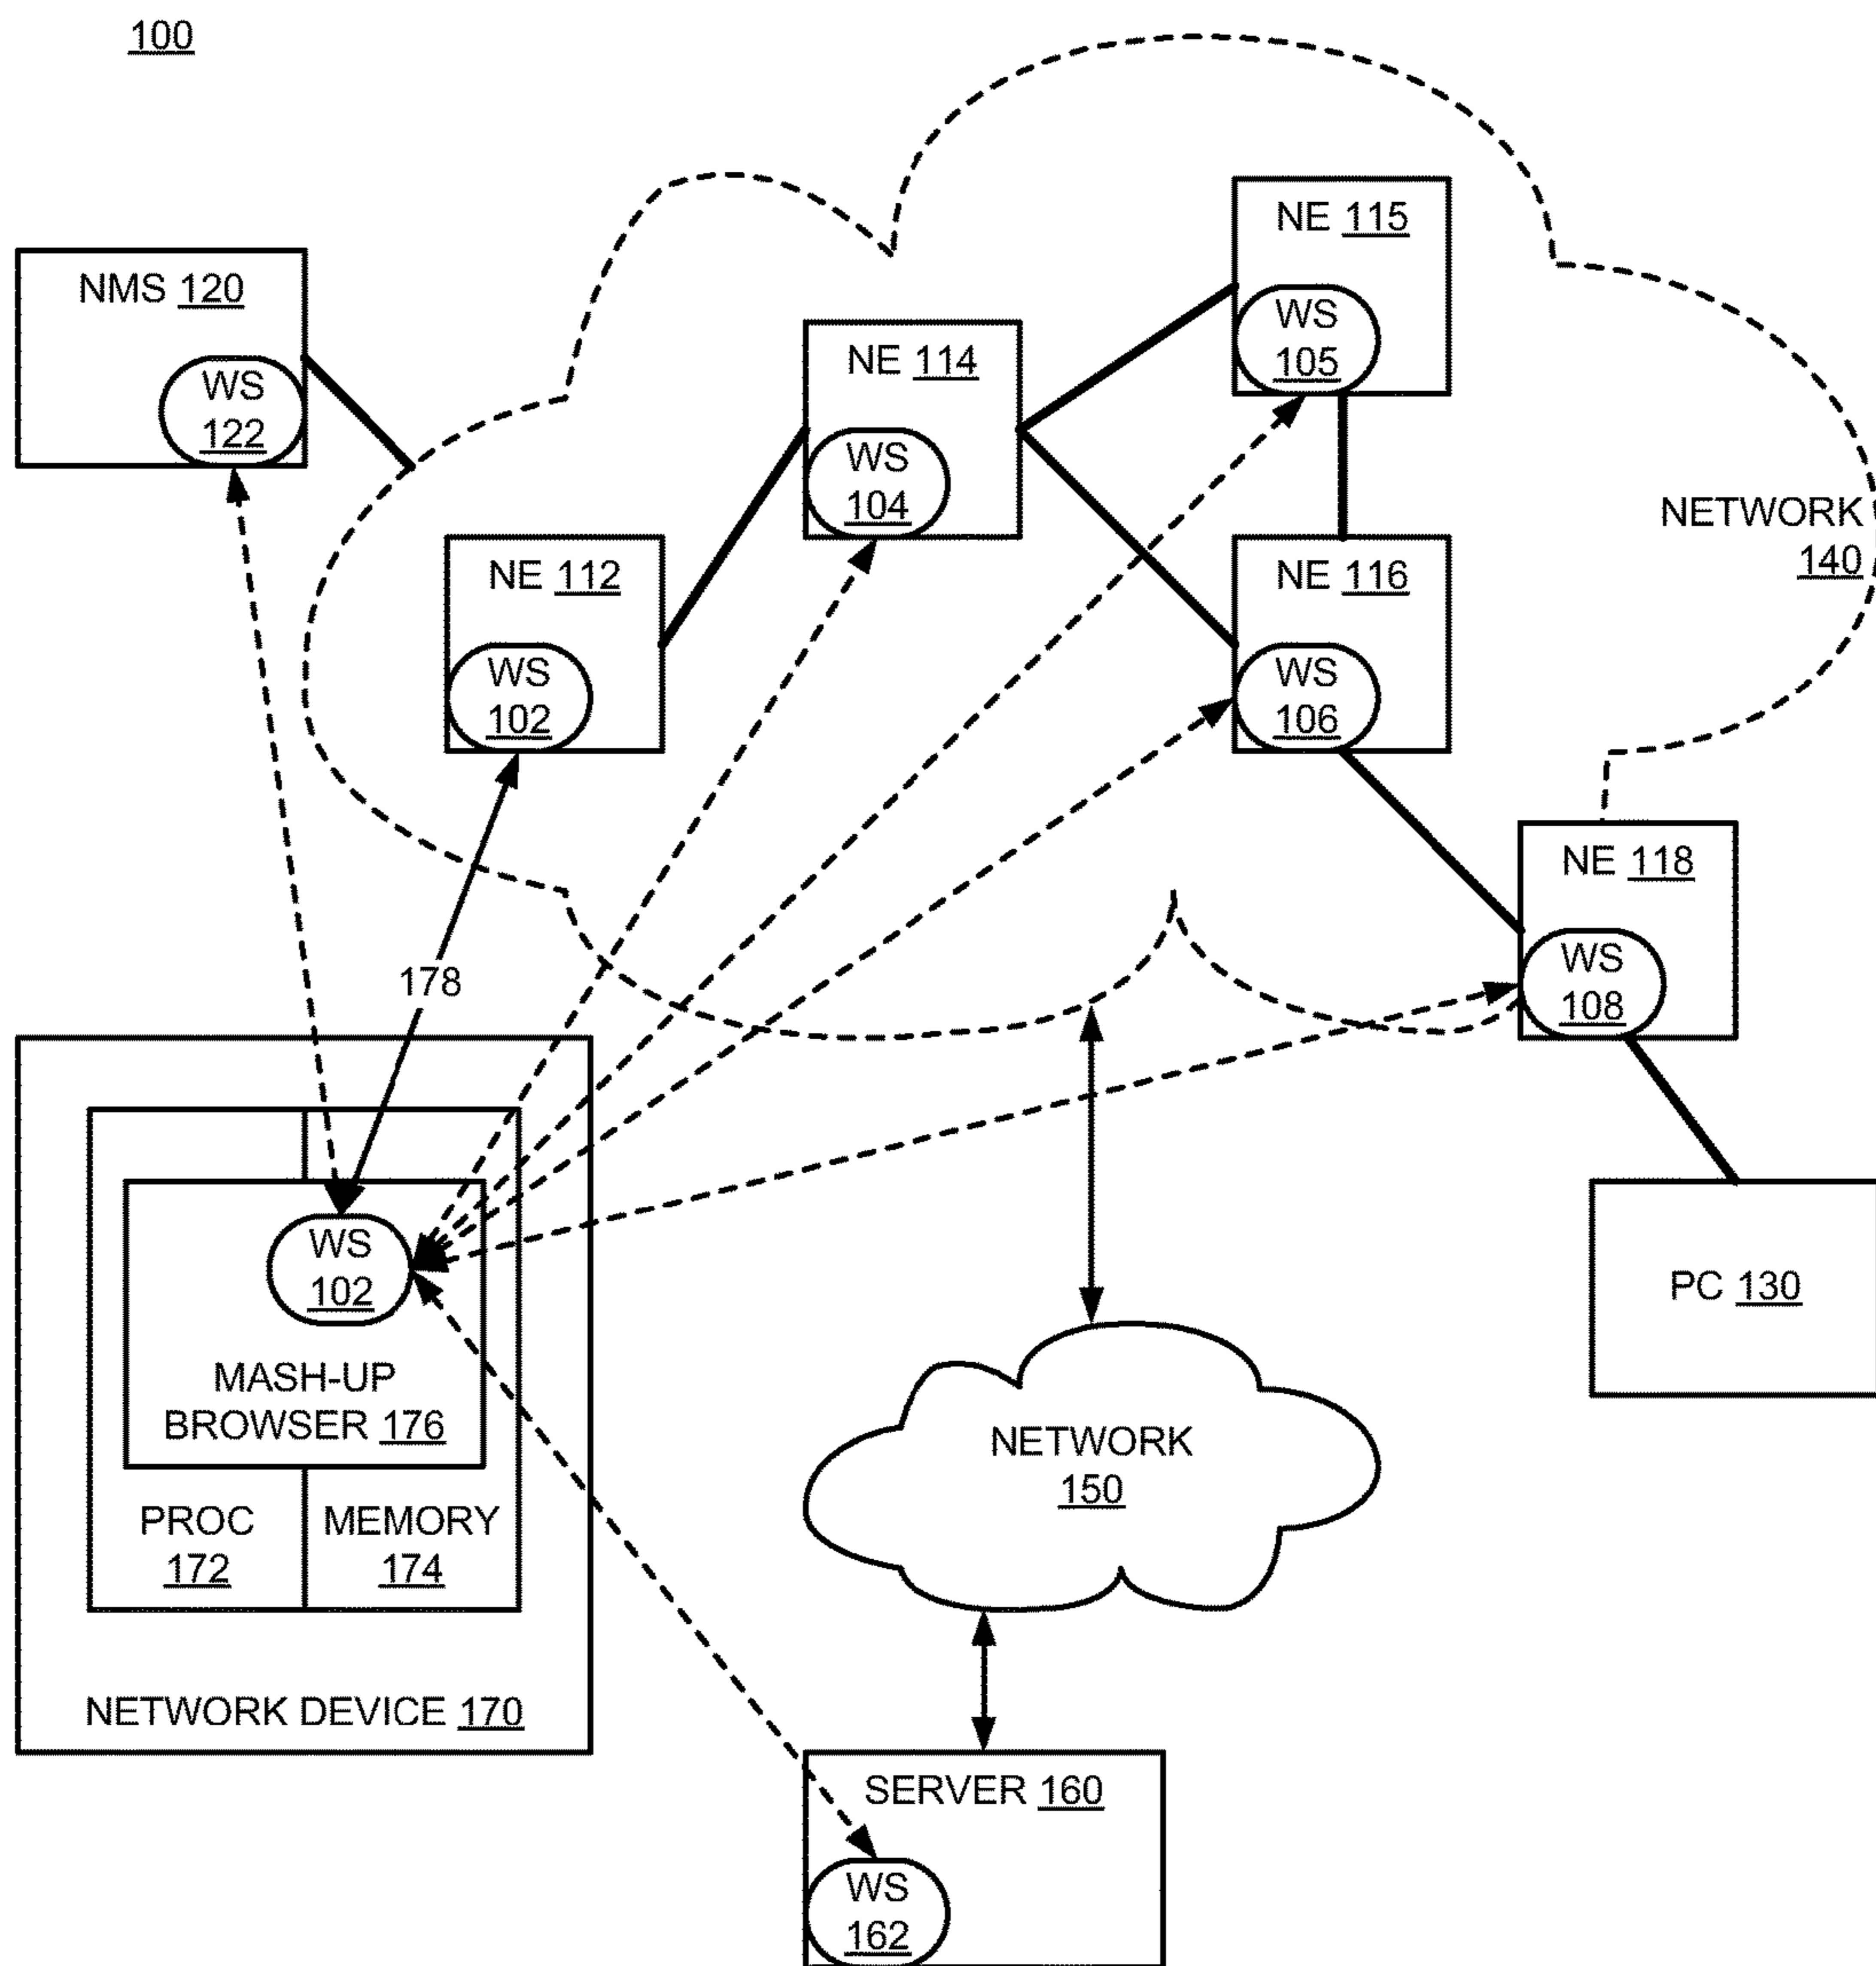 100
NE 115
WS
105
NMS 120
WS
122
NE 114
WS
104
NETWORK
140
NE 112
WS
102
NE 116
WS
106
NE 118
WS
108
178
WS
102
MASH-UP
BROWSER 176
PROC
172
MEMORY
174
NETWORK DEVICE 170
PC 130
NETWORK
150
SERVER 160
WS
162